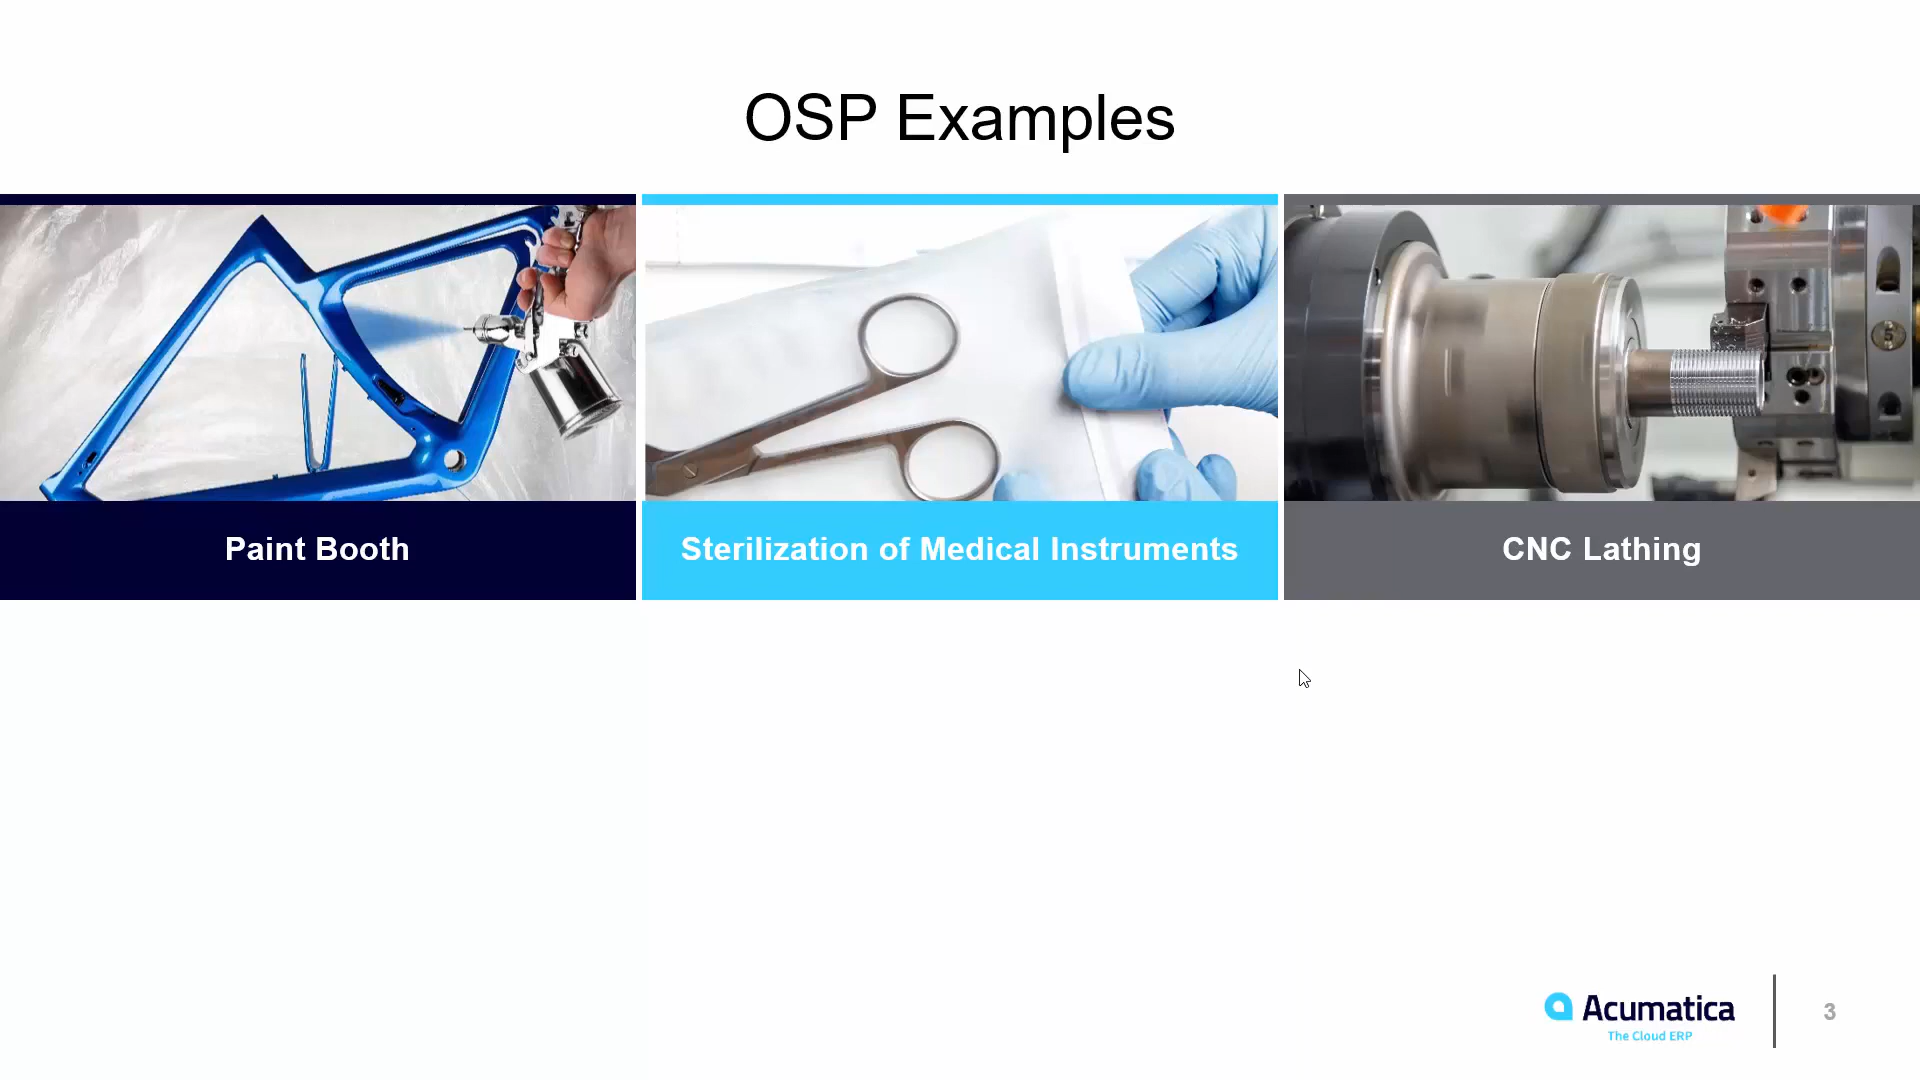 OSP Examples
Paint Booth
Sterilization of Medical Instruments
CNC Lathing
Acumatica
The Cloud ERP
3